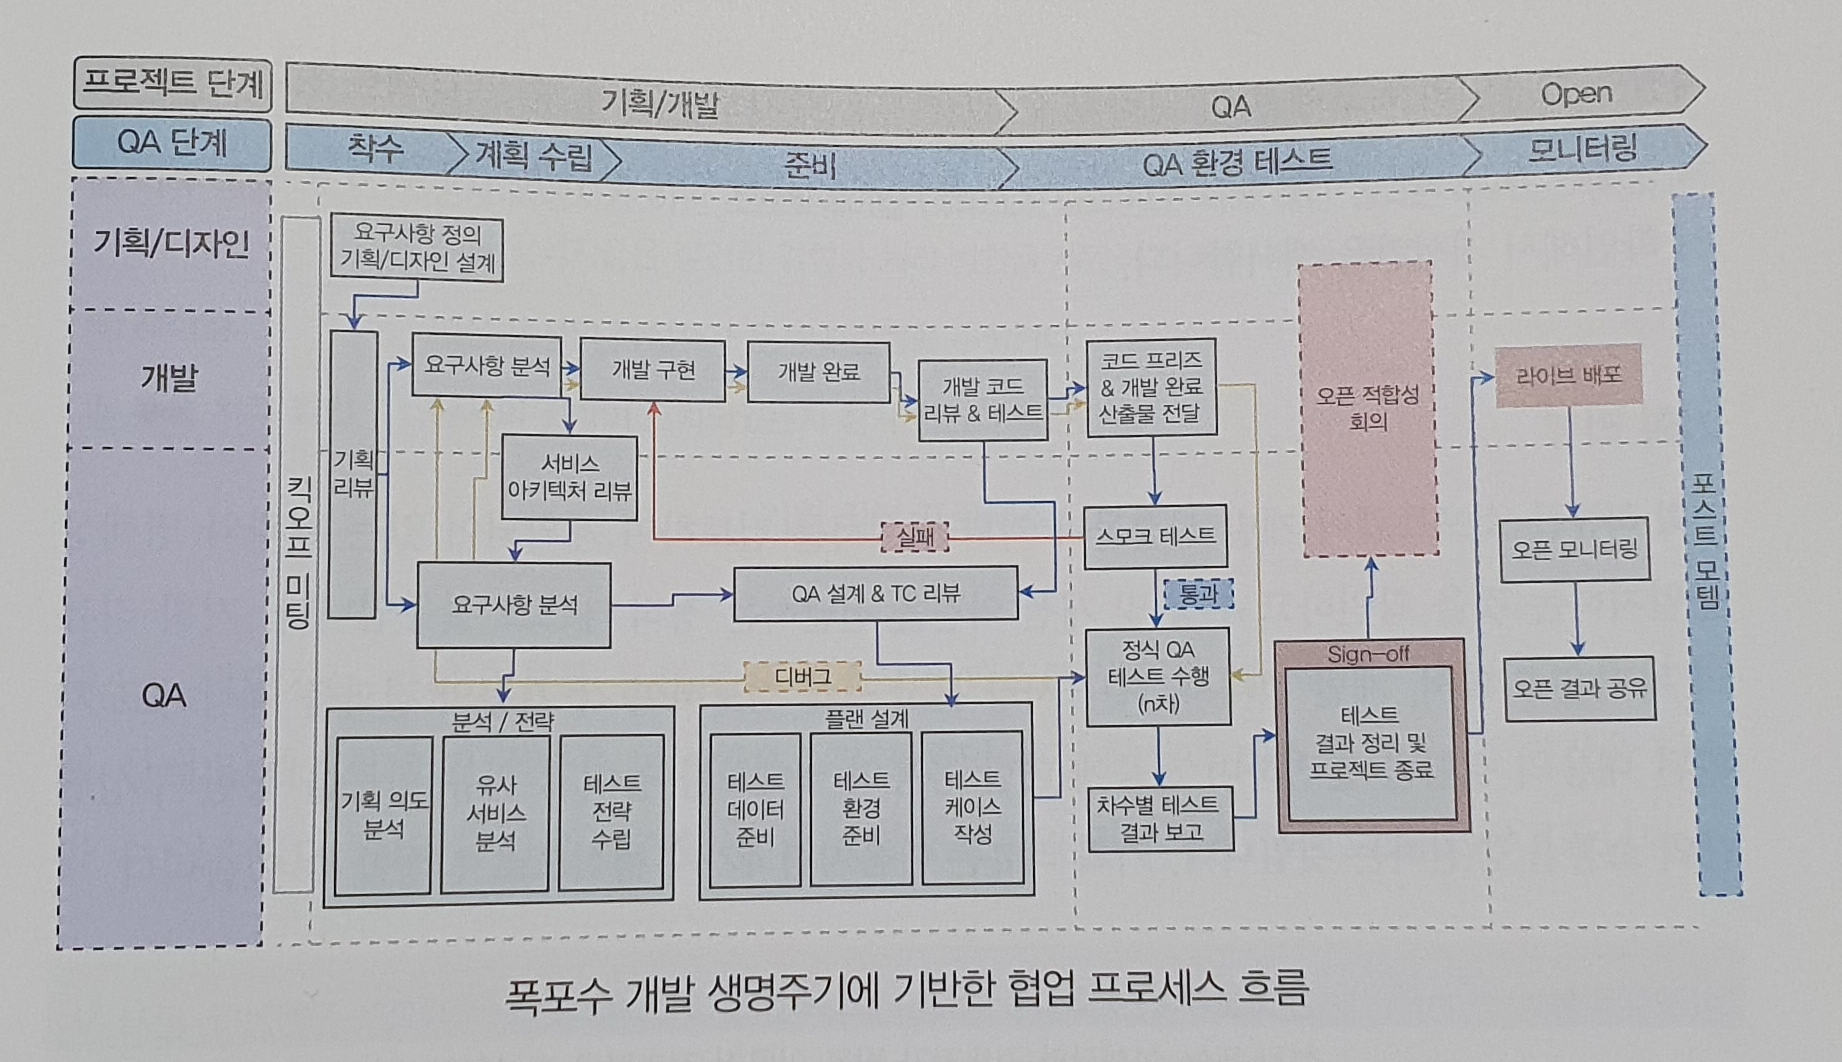 프로젝트 단계
기획/개발
QA
Open
QA 단계
착수
계획 수립
준비
QA 환경 테스트
모니터링
기획/디자인
개발
QA
킥오프 미팅
요구사항 정의
기획/디자인 설계
기획
리뷰
요구사항 분석
개발 구현
개발 완료
개발 코드
리뷰 & 테스트
코드 프리즈
& 개발 완료
산출물 전달
오픈 적합성
회의
라이브 배포
서비스
아키텍처 리뷰
실패
스모크 테스트
오픈 모니터링
요구사항 분석
QA 설계 & TC 리뷰
통과
디버그
정식 QA
테스트 수행
(n차)
Sign-off
테스트
결과 정리 및
프로젝트 종료
오픈 결과 공유
분석 / 전략
기획 의도
분석
유사
서비스
분석
테스트
전략
수립
플랜 설계
테스트
데이터
준비
테스트
환경
준비
테스트
케이스
작성
차수별 테스트
결과 보고
포스트 모템
폭포수 개발 생명주기에 기반한 협업 프로세스 흐름